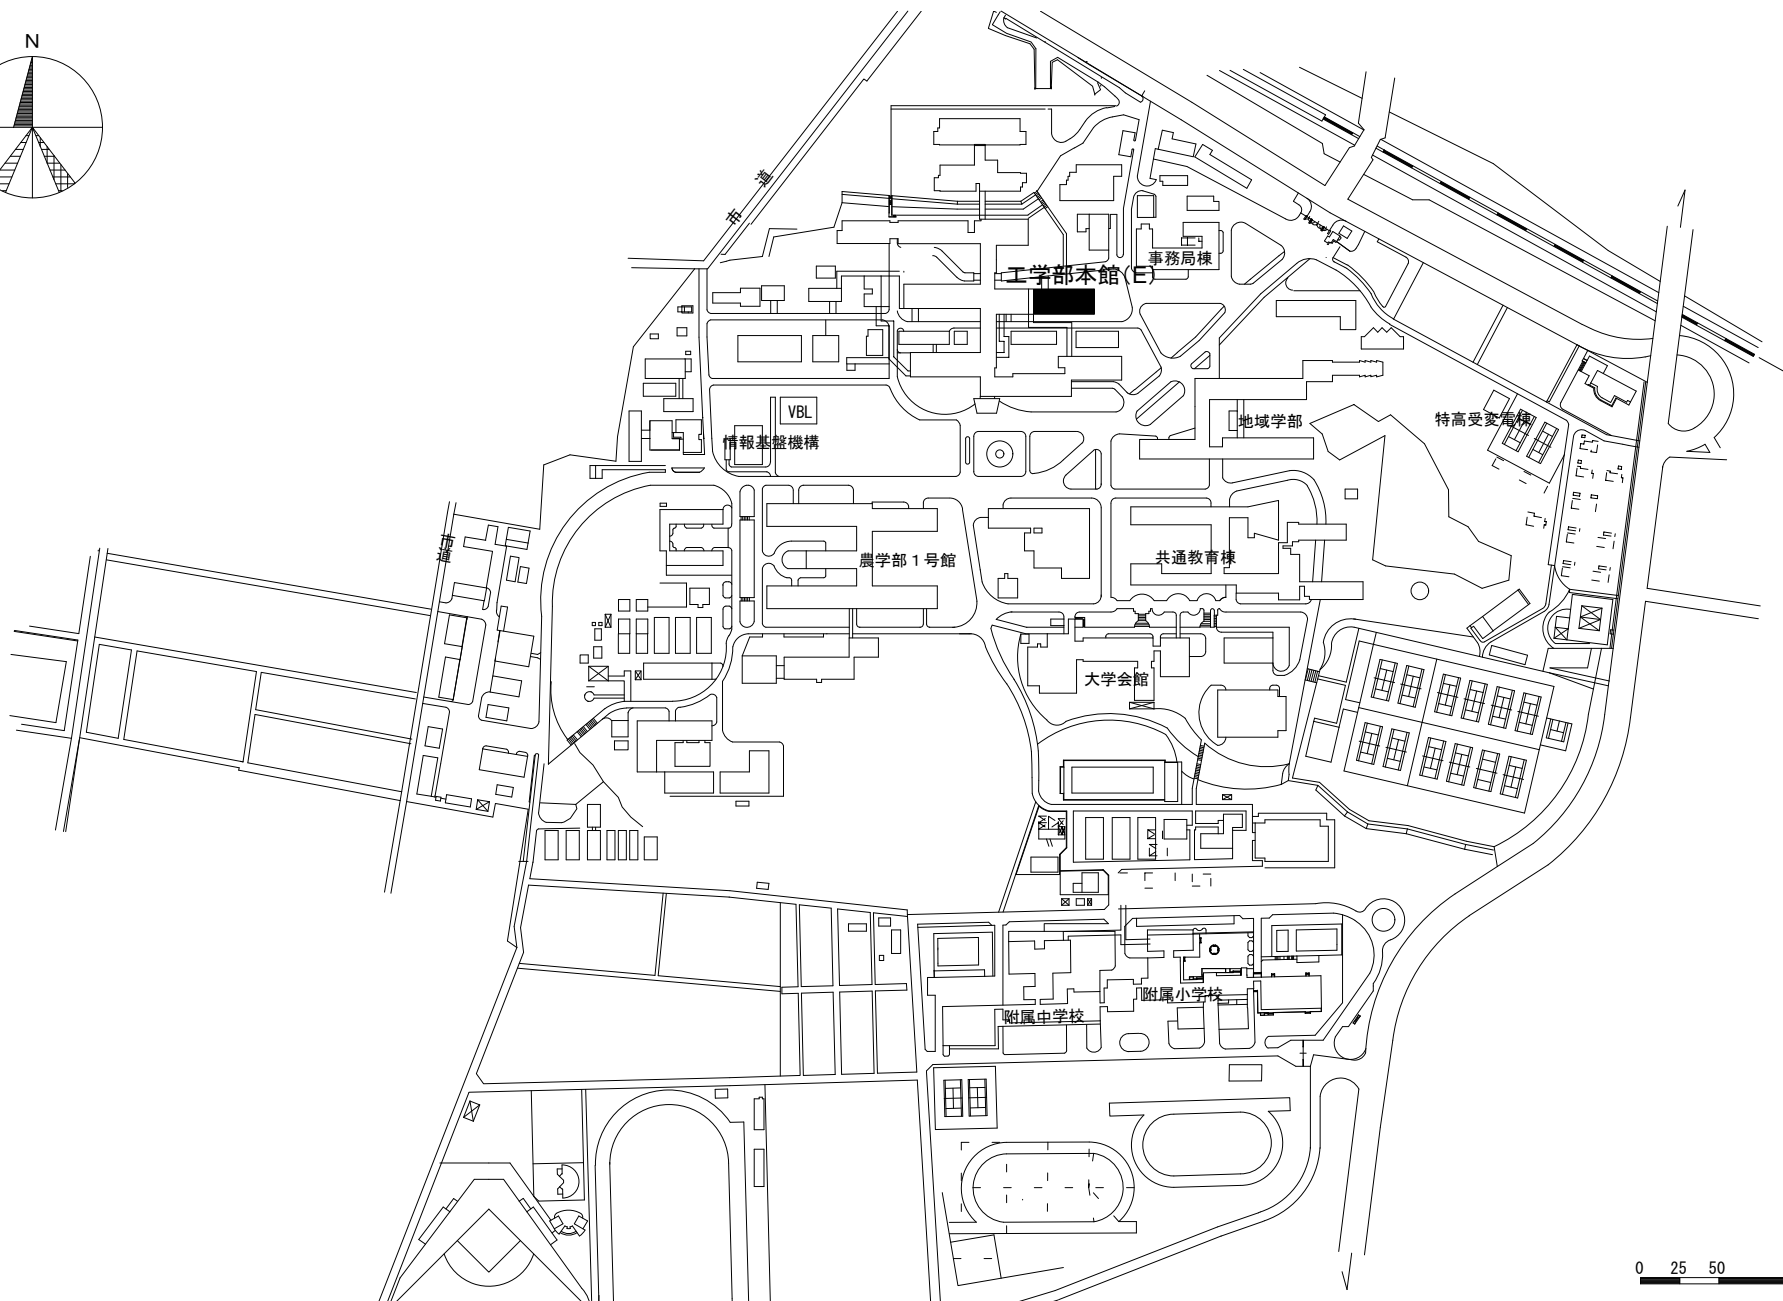 N
市道
事務局棟
工学部本館(E)
VBL
情報基盤機構
地域学部
特高受変電棟
市道
農学部１号館
共通教育棟
大学会館
附属小学校
附属中学校
0 25 50